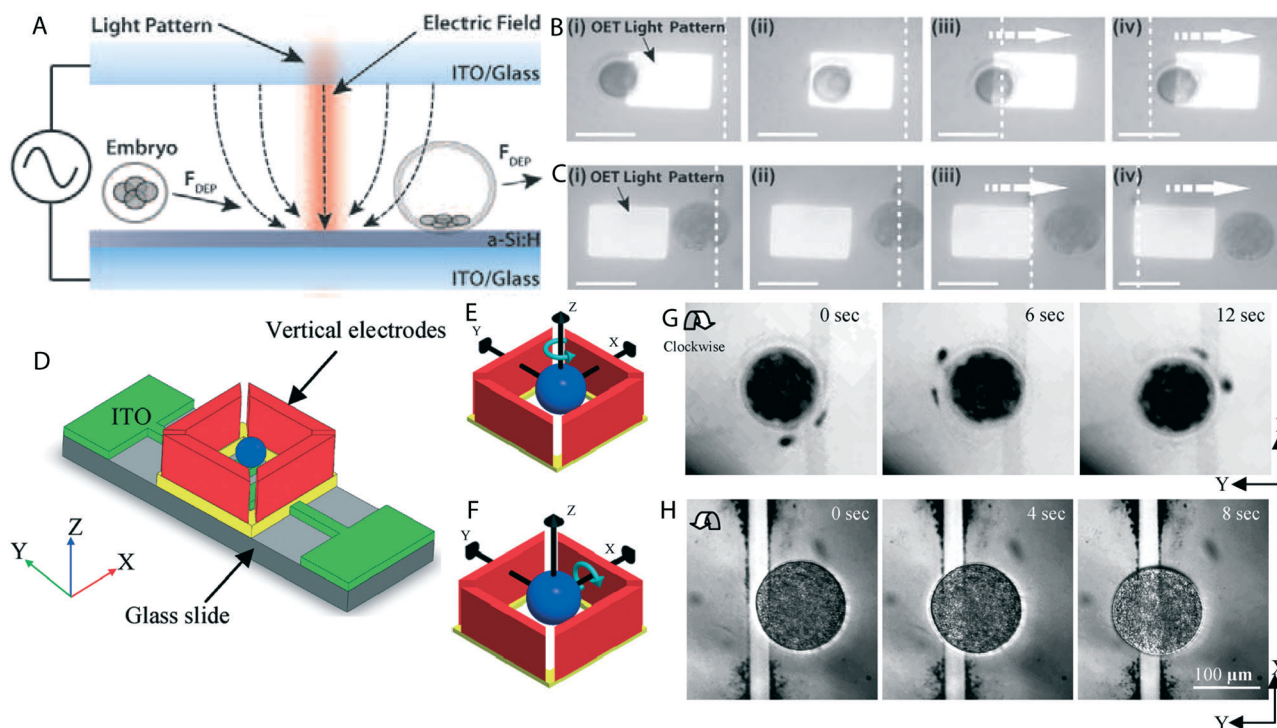 A
Light Pattern
Electric Field
ITO/Glass
Embryo
F_DEP
F_DEP
a-Si:H
ITO/Glass
B
(i) OET Light Pattern
(ii)
(iii)
(iv)
C
(i) OET Light Pattern
(ii)
(iii)
(iv)
D
Vertical electrodes
ITO
Z
Y
X
Glass slide
E
Z
Y
X
F
Z
Y
X
G
Clockwise
0 sec
6 sec
12 sec
Y
H
0 sec
4 sec
8 sec
100 µm
X
Y